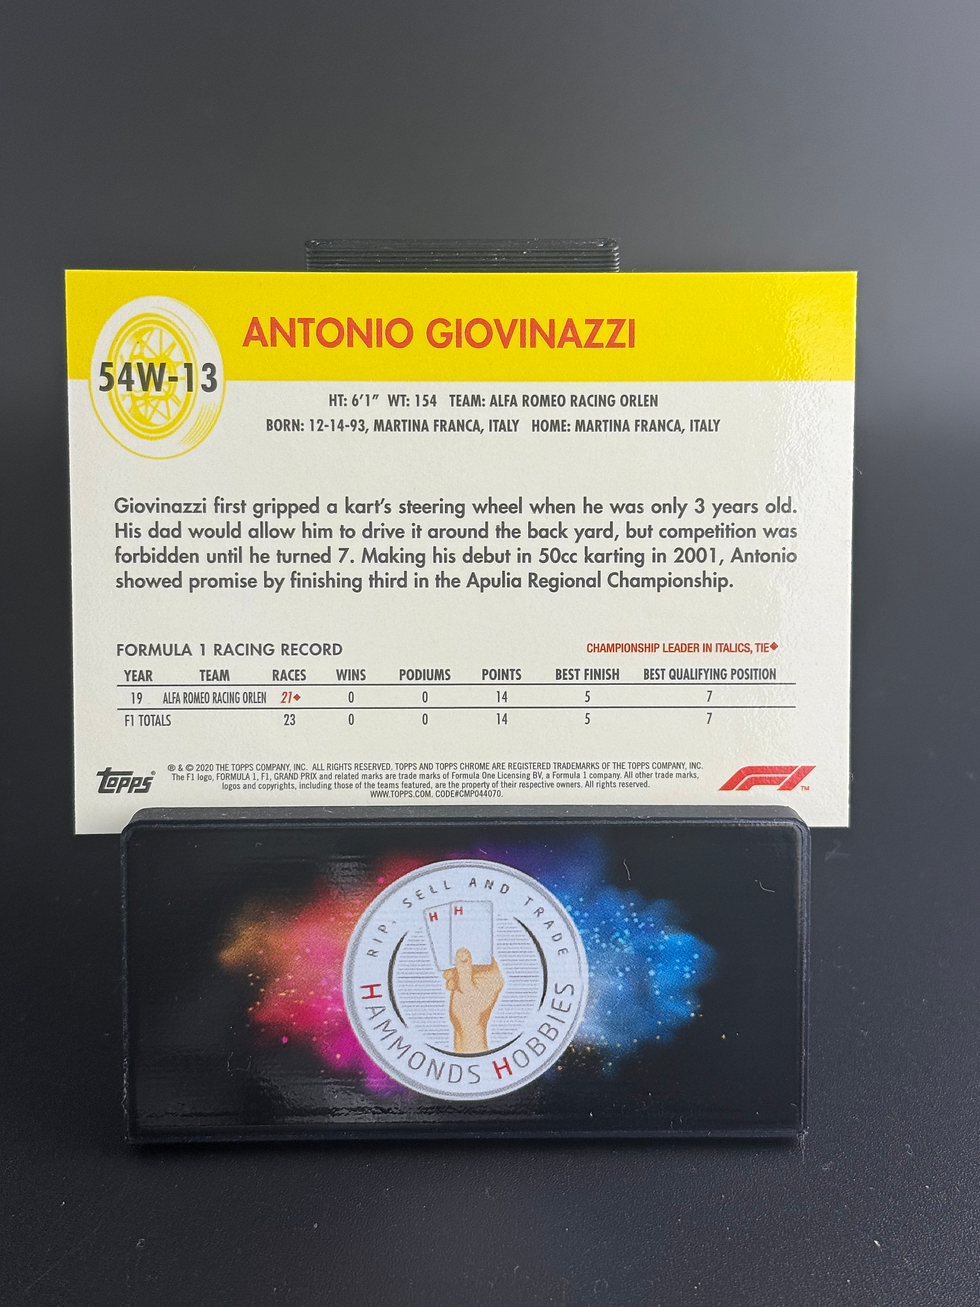 ANTONIO GIOVINAZZI
54W-13
HT: 6'1" WT: 154 TEAM: ALFA ROMEO RACING ORLEN
BORN: 12-14-93, MARTINA FRANCA, ITALY HOME: MARTINA FRANCA, ITALY
Giovinazzi first gripped a kart's steering wheel when he was only 3 years old.
His dad would allow him to drive it around the back yard, but competition was
forbidden until he turned 7. Making his debut in 50cc karting in 2001, Antonio
showed promise by finishing third in the Apulia Regional Championship.
FORMULA 1 RACING RECORD CHAMPIONSHIP LEADER IN ITALICS, TIE◆
YEAR TEAM RACES WINS PODIUMS POINTS BEST FINISH BEST QUALIFYING POSITION
19 ALFA ROMEO RACING ORLEN 21◆ 0 0 14 5 7
F1 TOTALS 23 0 0 14 5 7
® & © 2020 THE TOPPS COMPANY, INC. ALL RIGHTS RESERVED. TOPPS AND TOPPS CHROME ARE REGISTERED TRADEMARKS OF THE TOPPS COMPANY, INC.
The F1 logo, FORMULA 1, F1, GRAND PRIX and related marks are trade marks of Formula One Licensing BV, a Formula 1 company. All other trade marks,
logos and copyrights, including those of the teams featured, are the property of their respective owners. All rights reserved.
WWW.TOPPS.COM. CODE#CMP044070.
Topps®
F1™
RIP, SELL AND TRADE
H H
HAMMONDS HOBBIES